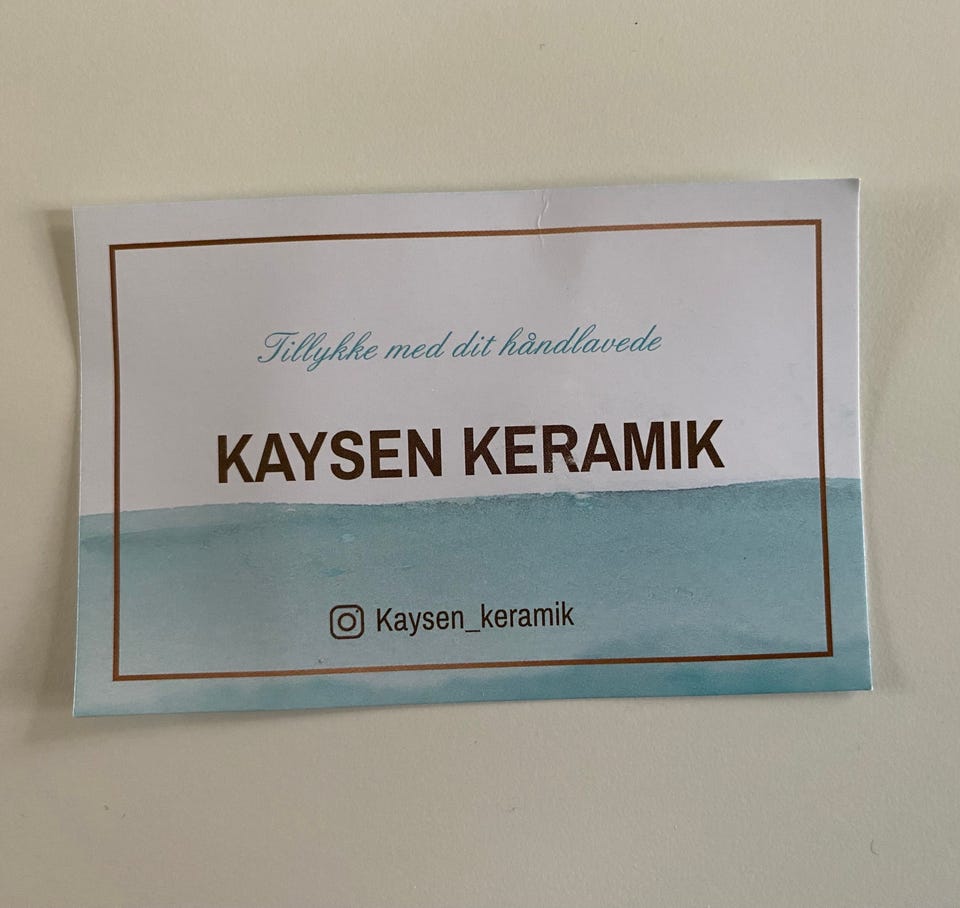 Tillykke med dit håndlavede
KAYSEN KERAMIK
Kaysen_keramik